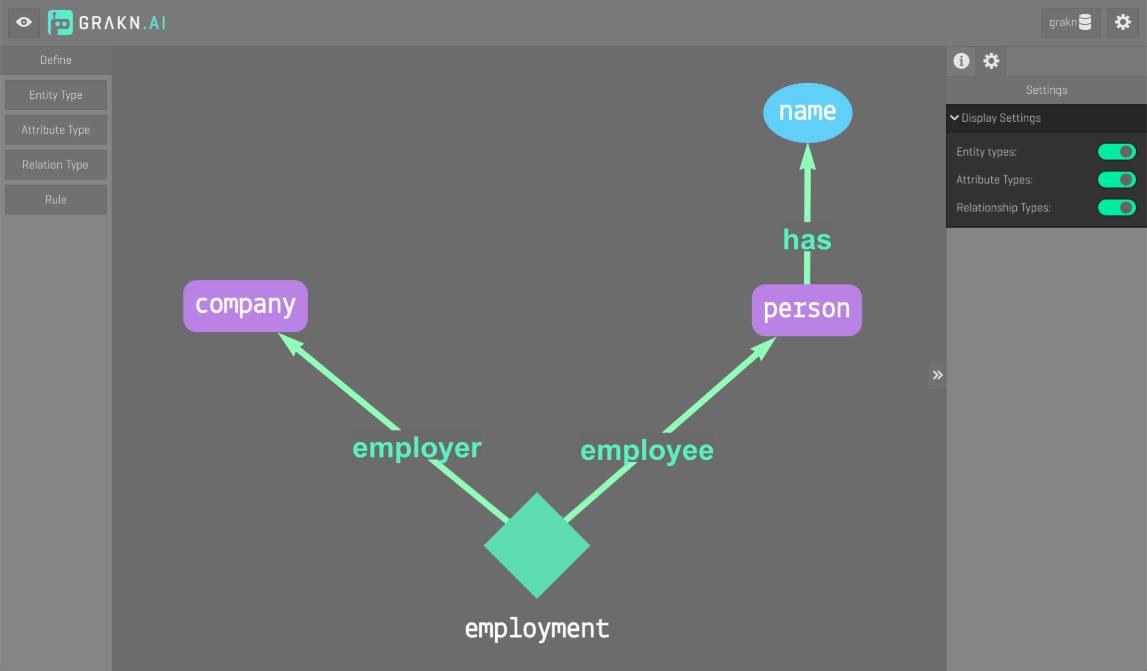 GRAKN.AI
grakn
Define
Entity Type
Attribute Type
Relation Type
Rule
name
has
company
person
employer
employee
employment
Settings
Display Settings
Entity types:
Attribute Types:
Relationship Types: